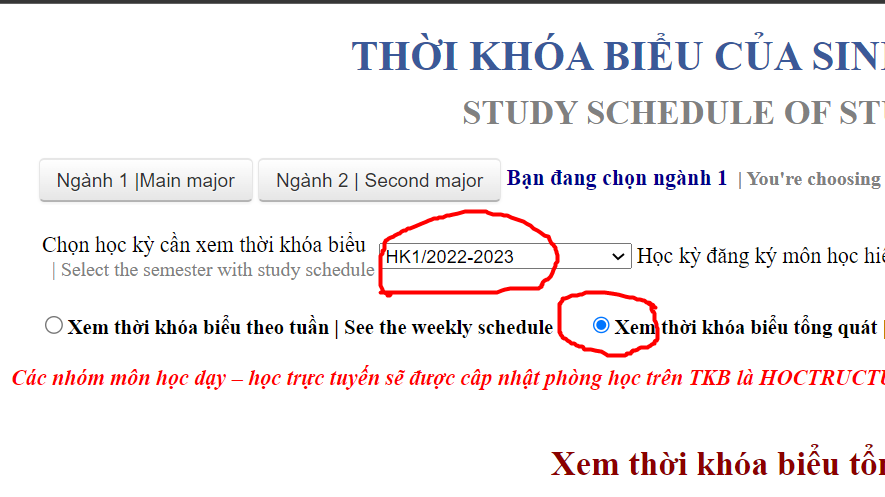 THỜI KHÓA BIỂU CỦA SIN
STUDY SCHEDULE OF ST
Ngành 1 |Main major Ngành 2 | Second major Bạn đang chọn ngành 1 | You're choosing
Chọn học kỳ cần xem thời khóa biểu HK1/2022-2023 Học kỳ đăng ký môn học hiể
| Select the semester with study schedule
Xem thời khóa biểu theo tuần | See the weekly schedule Xem thời khóa biểu tổng quát |
Các nhóm môn học dạy – học trực tuyến sẽ được câp nhật phòng học trên TKB là HOCTRUCTU
Xem thời khóa biểu tổn